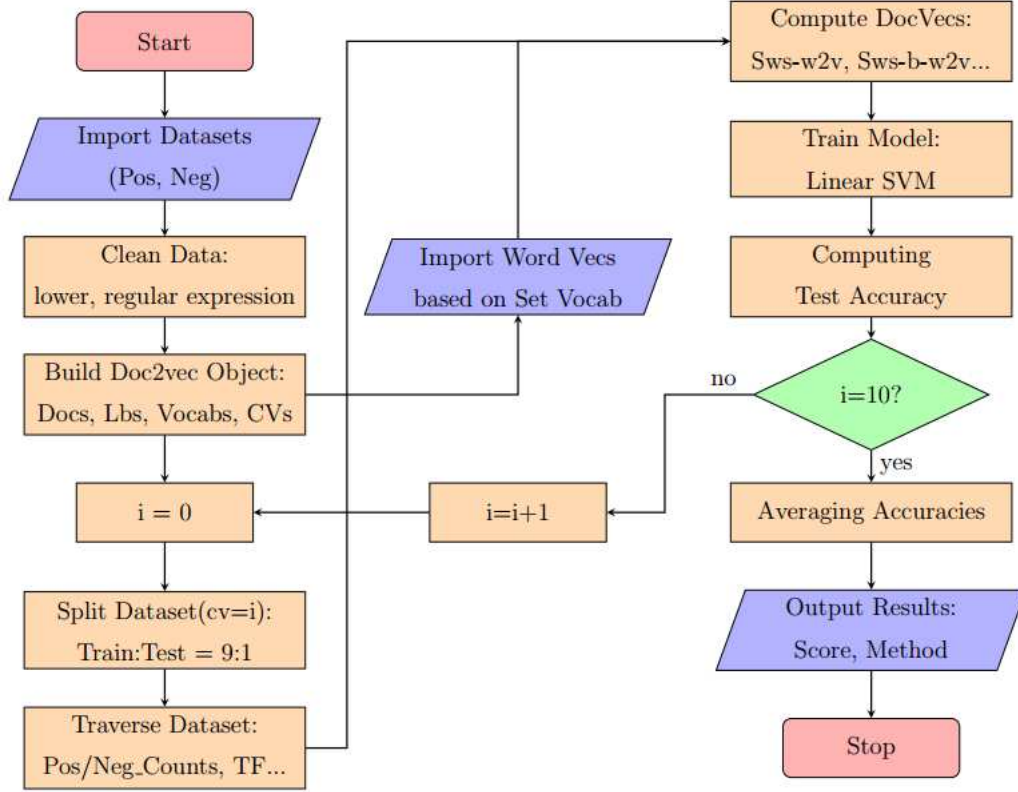 Start
Import Datasets
(Pos, Neg)
Clean Data:
lower, regular expression
Build Doc2vec Object:
Docs, Lbs, Vocabs, CVs
i = 0
Split Dataset(cv=i):
Train:Test = 9:1
Traverse Dataset:
Pos/Neg_Counts, TF...
Import Word Vecs
based on Set Vocab
i=i+1
Compute DocVecs:
Sws-w2v, Sws-b-w2v...
Train Model:
Linear SVM
Computing
Test Accuracy
i=10?
no
yes
Averaging Accuracies
Output Results:
Score, Method
Stop